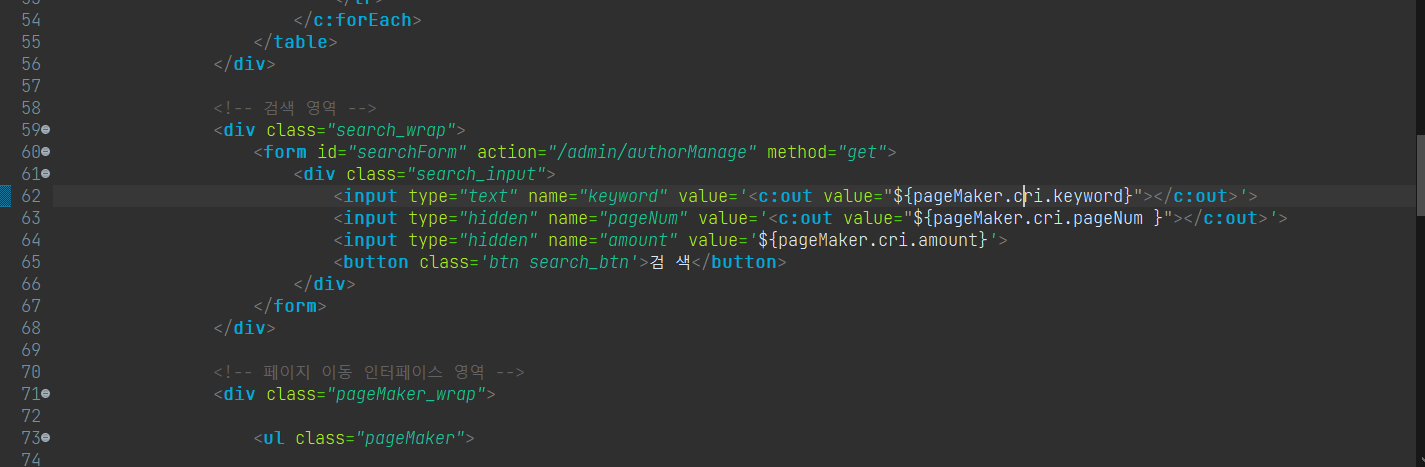 53 </tr>
54 </c:forEach>
55 </table>
56 </div>
57
58 <!-- 검색 영역 -->
59 <div class="search_wrap">
60 <form id="searchForm" action="/admin/authorManage" method="get">
61 <div class="search_input">
62 <input type="text" name="keyword" value='<c:out value="${pageMaker.cri.keyword}"></c:out>'>
63 <input type="hidden" name="pageNum" value='<c:out value="${pageMaker.cri.pageNum }"></c:out>'>
64 <input type="hidden" name="amount" value='${pageMaker.cri.amount}'>
65 <button class='btn search_btn'>검 색</button>
66 </div>
67 </form>
68 </div>
69
70 <!-- 페이지 이동 인터페이스 영역 -->
71 <div class="pageMaker_wrap">
72
73 <ul class="pageMaker">
74